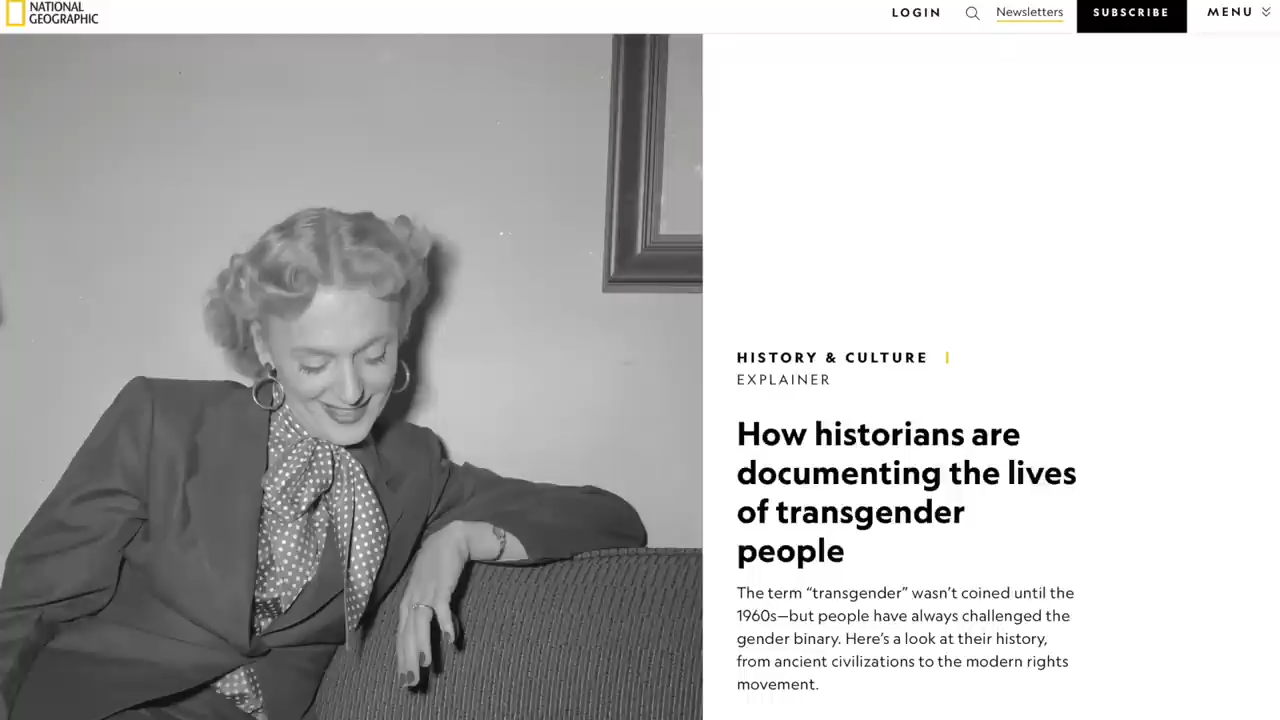 NATIONAL
GEOGRAPHIC
LOGIN
Newsletters
SUBSCRIBE
MENU
HISTORY & CULTURE
EXPLAINER
How historians are
documenting the lives
of transgender
people
The term “transgender” wasn’t coined until the
1960s—but people have always challenged the
gender binary. Here’s a look at their history,
from ancient civilizations to the modern rights
movement.